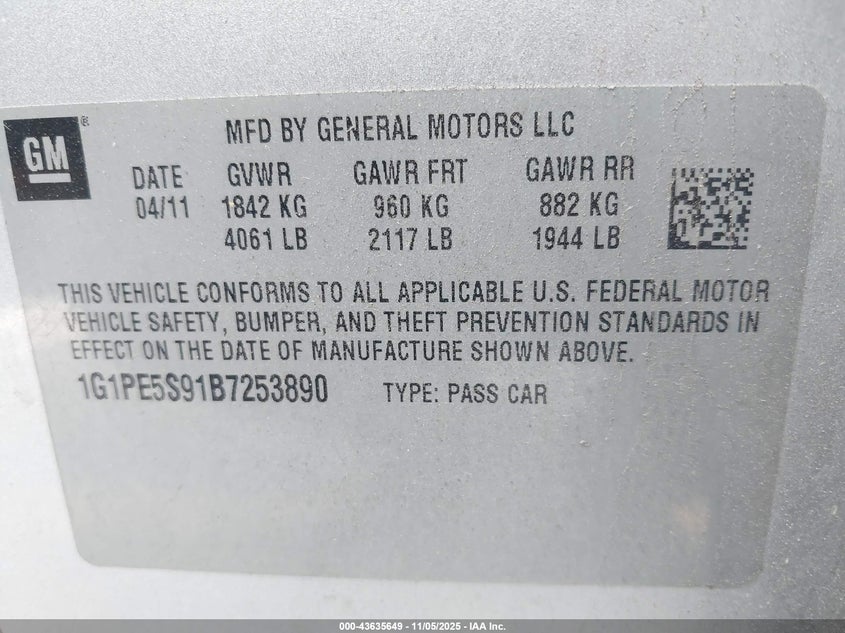 GM®
MFD BY GENERAL MOTORS LLC
DATE GVWR GAWR FRT GAWR RR
04/11 1842 KG 960 KG 882 KG
4061 LB 2117 LB 1944 LB
THIS VEHICLE CONFORMS TO ALL APPLICABLE U.S. FEDERAL MOTOR
VEHICLE SAFETY, BUMPER, AND THEFT PREVENTION STANDARDS IN
EFFECT ON THE DATE OF MANUFACTURE SHOWN ABOVE.
1G1PE5S91B7253890 TYPE: PASS CAR
000-43635649 - 11/05/2025 - IAA Inc.